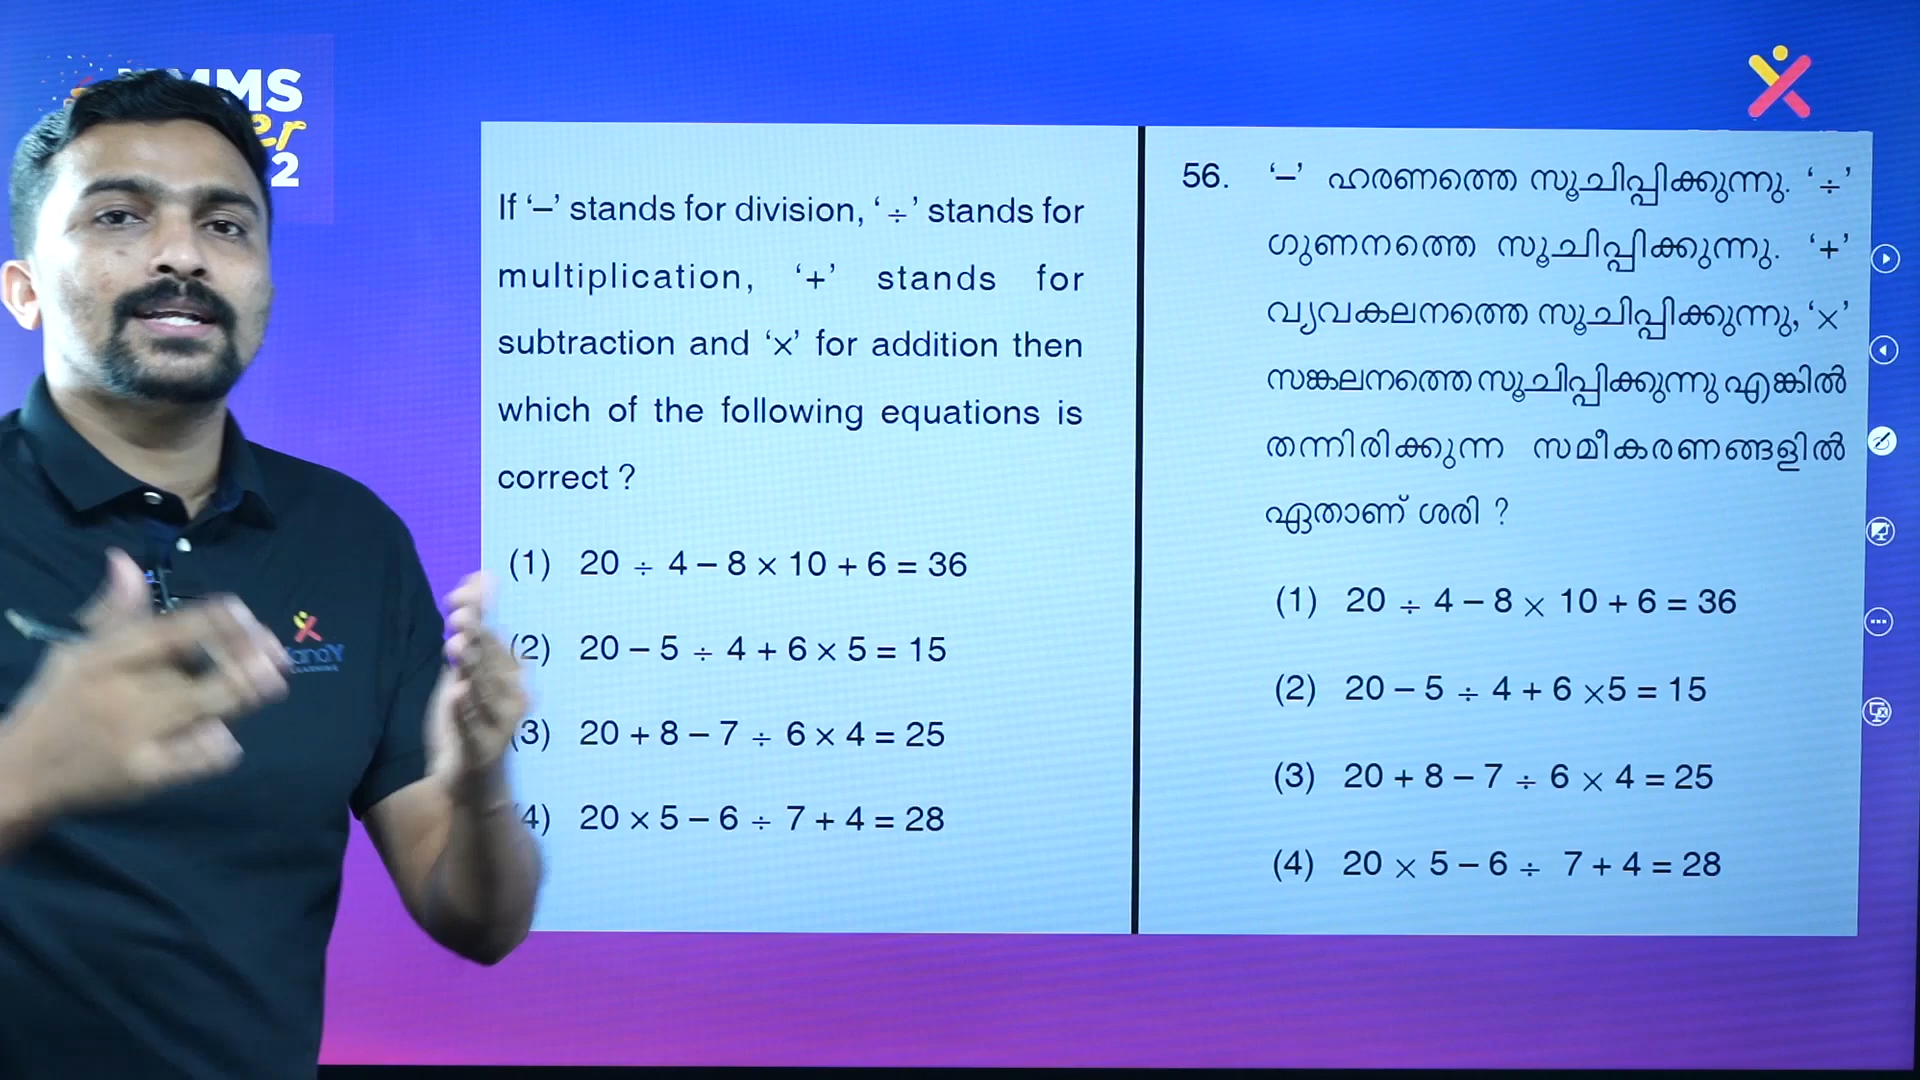 2
If ‘–’ stands for division, ‘÷’ stands for
multiplication, ‘+’ stands for
subtraction and ‘×’ for addition then
which of the following equations is
correct ?
(1) 20 ÷ 4 – 8 × 10 + 6 = 36
(2) 20 – 5 ÷ 4 + 6 × 5 = 15
(3) 20 + 8 – 7 ÷ 6 × 4 = 25
(4) 20 × 5 – 6 ÷ 7 + 4 = 28
56. ‘–’ ഹരണത്തെ സൂചിപ്പിക്കുന്നു. ‘÷’
ഗുണനത്തെ സൂചിപ്പിക്കുന്നു. ‘+’
വ്യവകലനത്തെ സൂചിപ്പിക്കുന്നു, ‘×’
സങ്കലനത്തെ സൂചിപ്പിക്കുന്നു എങ്കിൽ
തന്നിരിക്കുന്ന സമീകരണങ്ങളിൽ
ഏതാണ് ശരി ?
(1) 20 ÷ 4 – 8 × 10 + 6 = 36
(2) 20 – 5 ÷ 4 + 6 ×5 = 15
(3) 20 + 8 – 7 ÷ 6 × 4 = 25
(4) 20 × 5 – 6 ÷ 7 + 4 = 28